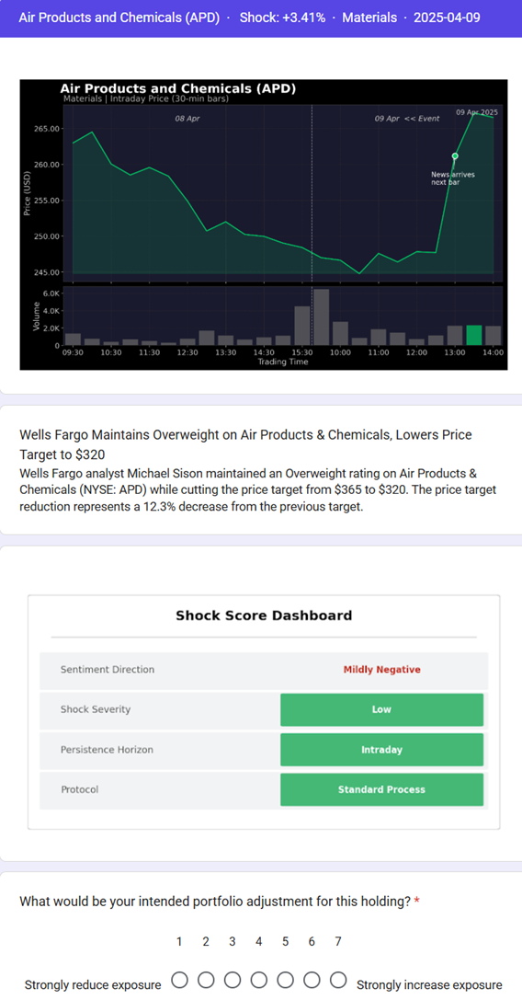 Air Products and Chemicals (APD) · Shock: +3.41% · Materials · 2025-04-09
Air Products and Chemicals (APD)
Materials | Intraday Price (30-min bars)
09 Apr 2025
08 Apr
09 Apr << Event
News arrives
next bar
Price (USD)
265.00
260.00
255.00
250.00
245.00
Volume
6.0K
4.0K
2.0K
0
09:30 10:30 11:30 12:30 13:30 14:30 15:30 10:00 11:00 12:00 13:00 14:00
Trading Time
Wells Fargo Maintains Overweight on Air Products & Chemicals, Lowers Price
Target to $320
Wells Fargo analyst Michael Sison maintained an Overweight rating on Air Products &
Chemicals (NYSE: APD) while cutting the price target from $365 to $320. The price target
reduction represents a 12.3% decrease from the previous target.
Shock Score Dashboard
Sentiment Direction Mildly Negative
Shock Severity Low
Persistence Horizon Intraday
Protocol Standard Process
What would be your intended portfolio adjustment for this holding? *
1 2 3 4 5 6 7
Strongly reduce exposure Strongly increase exposure